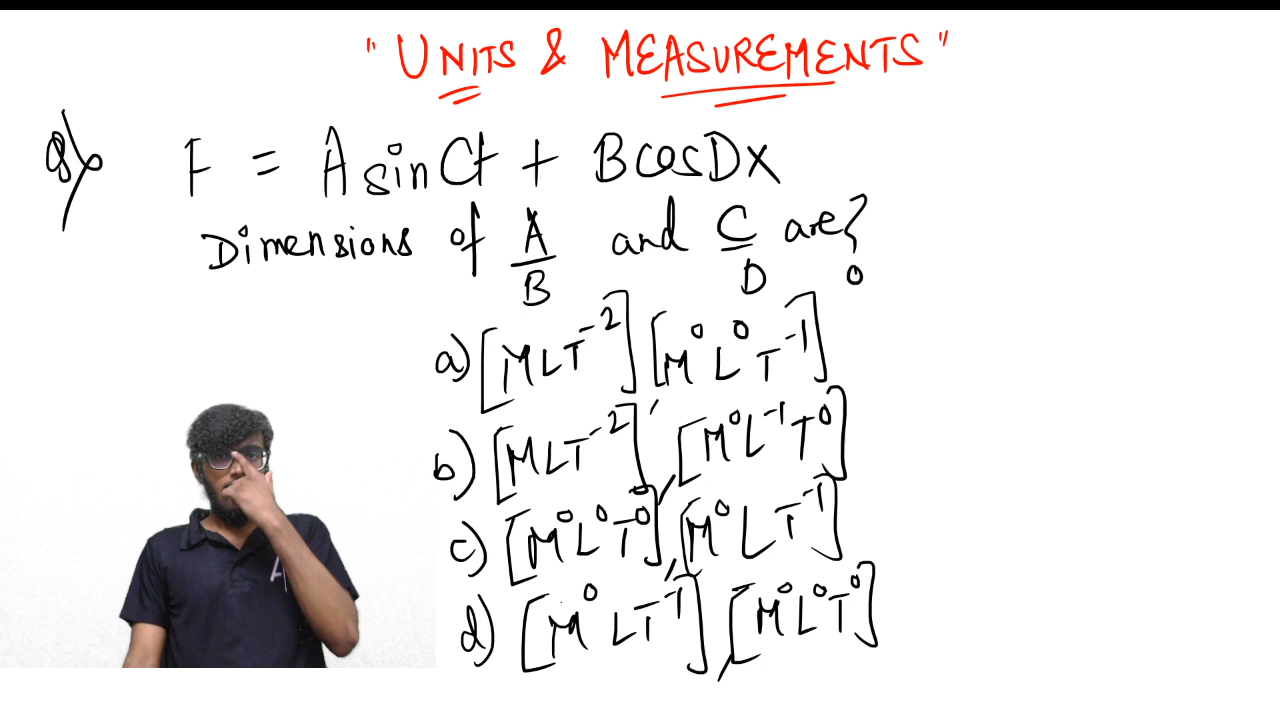 "UNITS & MEASUREMENTS"
Q) F = A sin Ct + B cos Dx
Dimensions of A/B and C/D are?
a) [MLT⁻²] [M⁰L⁰T⁻¹]
b) [MLT⁻²], [M⁰L⁻¹T⁰]
c) [M⁰L⁰T⁰], [M⁰LT⁻¹]
d) [M⁰LT⁻¹], [M⁰L⁰T⁰]